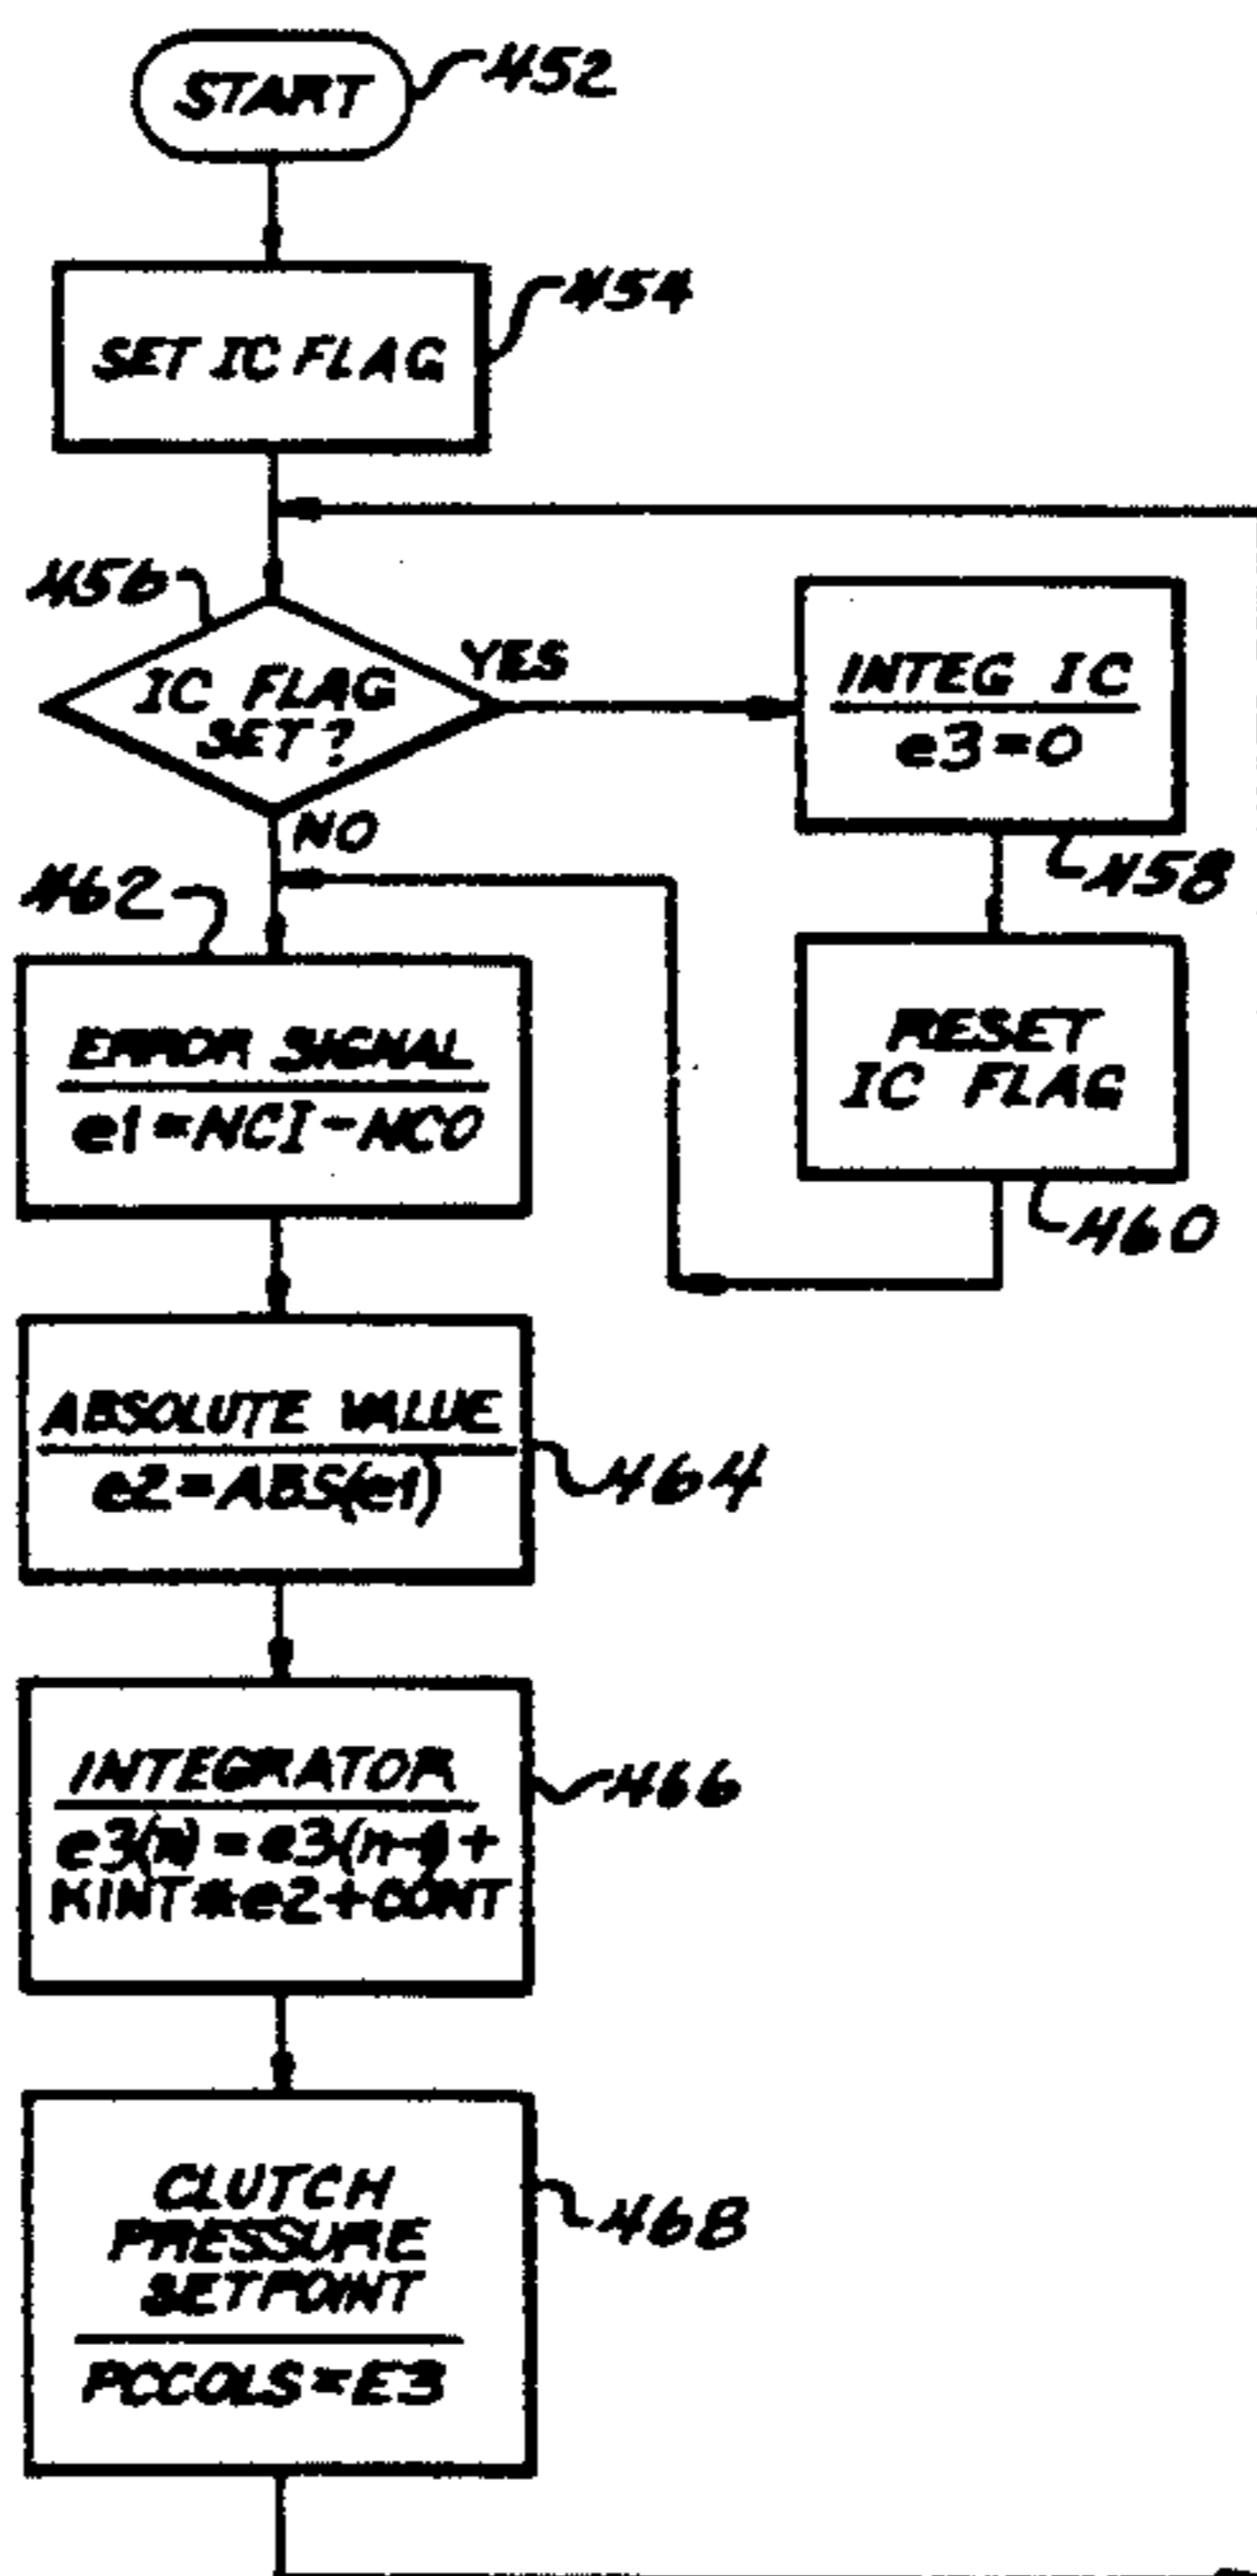 START
452
SET IC FLAG
454
456
IC FLAG
SET?
YES
NO
INTEG IC
e3=0
458
RESET
IC FLAG
460
462
ERROR SIGNAL
e1=NCI-NCO
ABSOLUTE VALUE
e2=ABS(e1)
464
INTEGRATOR
e3(n)=e3(n-1)+
KINT*e2+CONT
466
CLUTCH
PRESSURE
SETPOINT
PCCOLS=E3
468